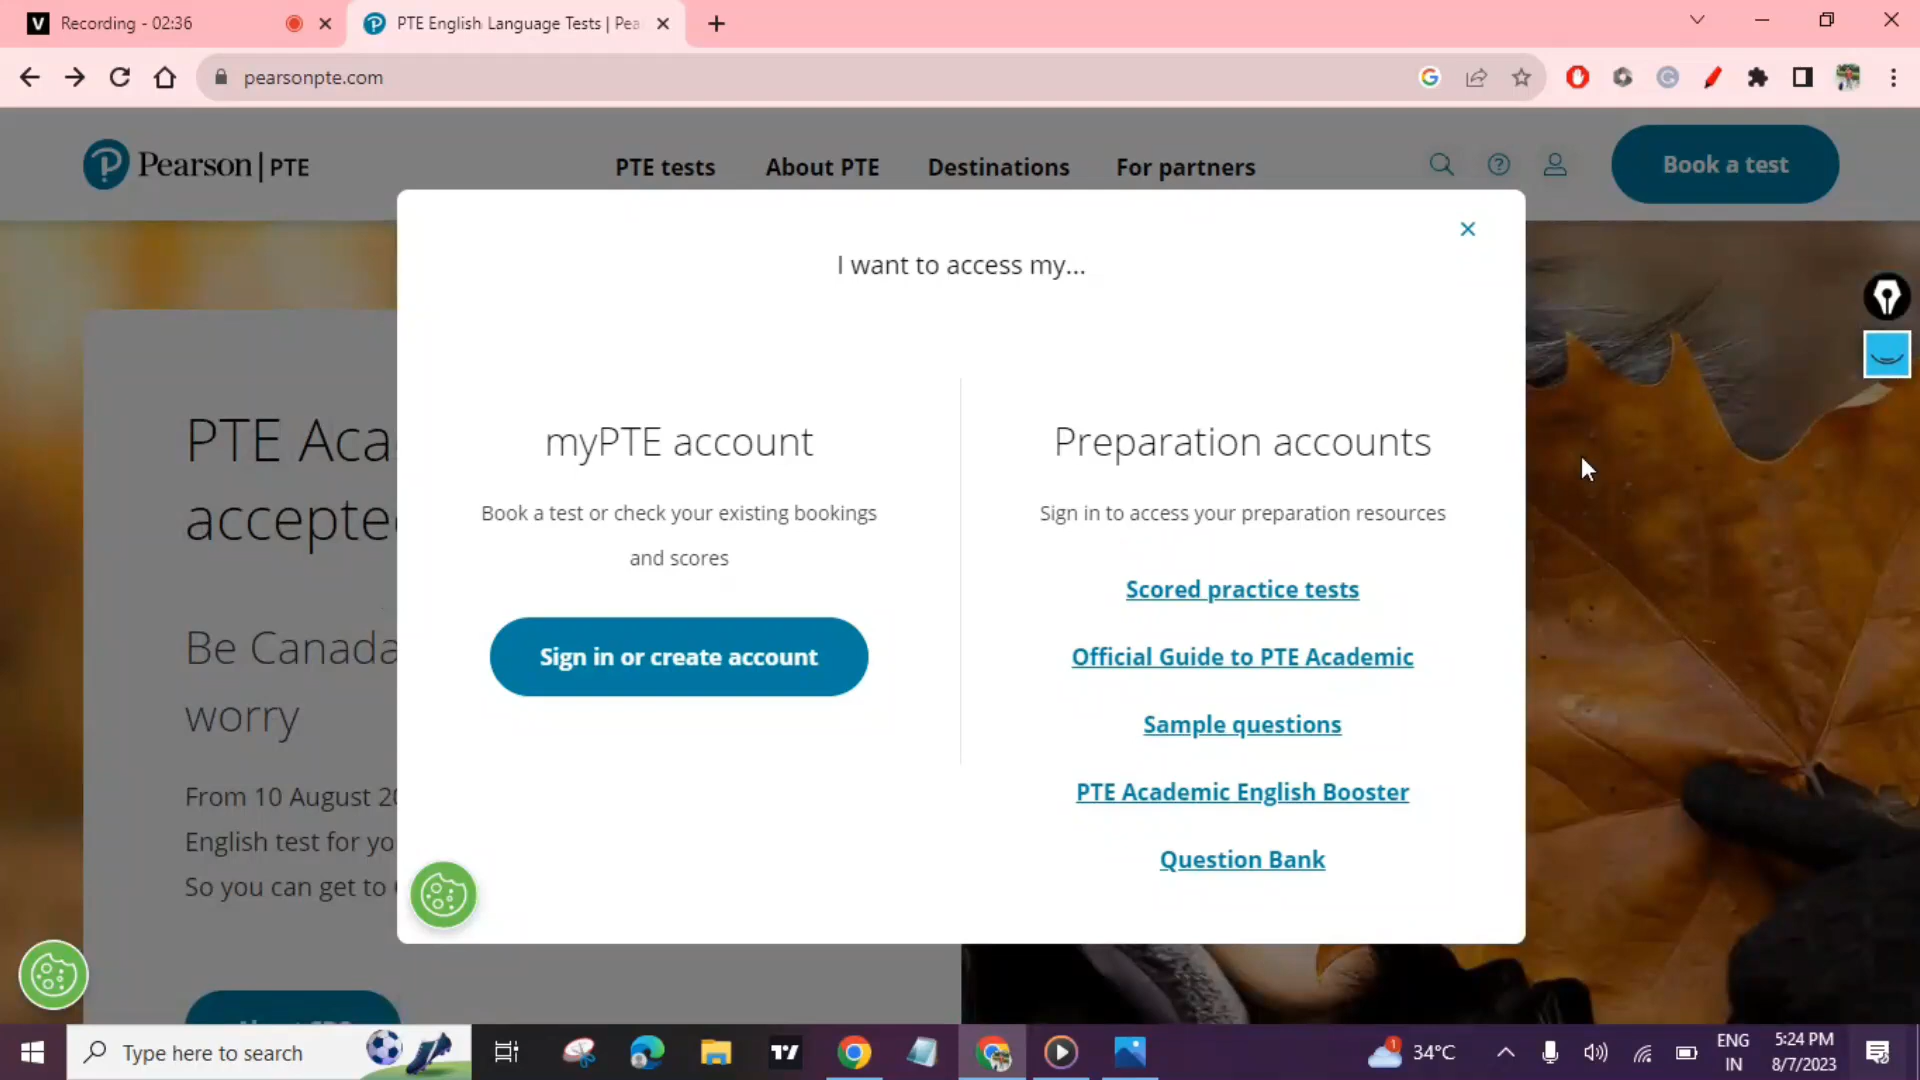 Recording - 02:36
PTE English Language Tests | Pea
pearsonpte.com
Pearson | PTE
PTE tests
About PTE
Destinations
For partners
Book a test
I want to access my...
myPTE account
Book a test or check your existing bookings
and scores
Sign in or create account
Preparation accounts
Sign in to access your preparation resources
Scored practice tests
Official Guide to PTE Academic
Sample questions
PTE Academic English Booster
Question Bank
PTE Aca
accepte
Be Canada
worry
From 10 August 20
English test for yo
So you can get to
Type here to search
34°C
ENG
IN
5:24 PM
8/7/2023